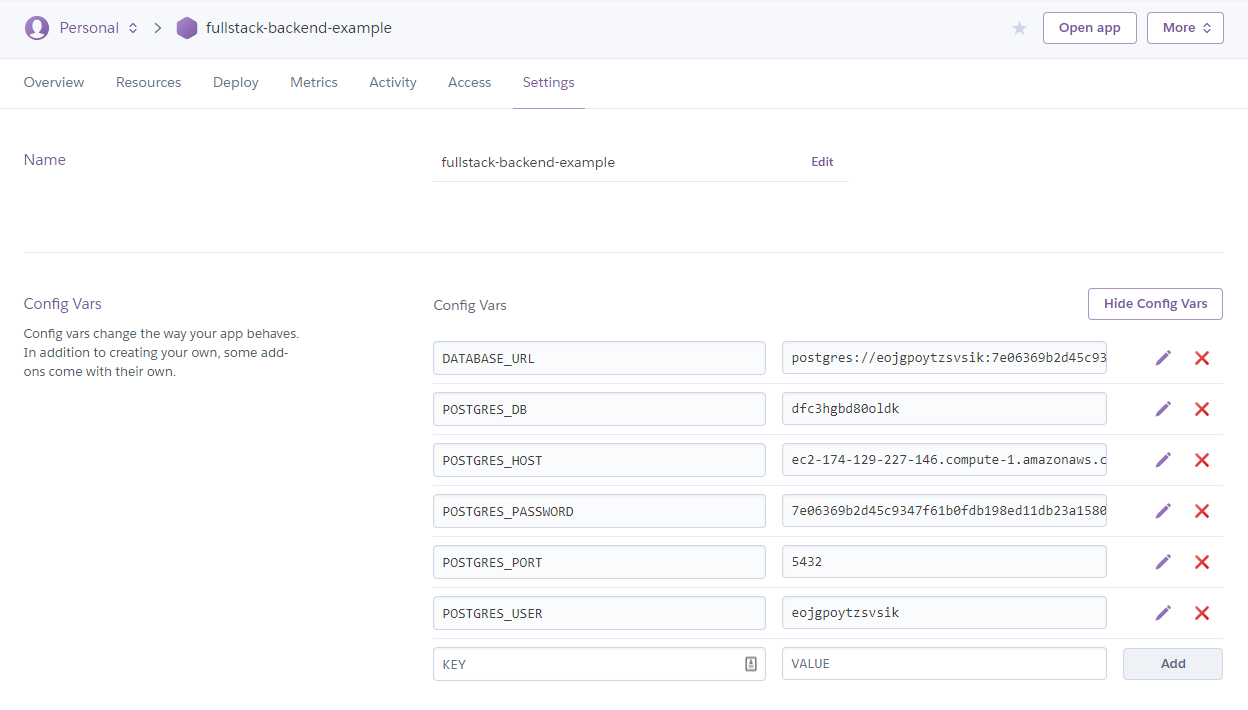 Personal fullstack-backend-example Open app More
Overview Resources Deploy Metrics Activity Access Settings
Name fullstack-backend-example Edit
Config Vars Config Vars Hide Config Vars
Config vars change the way your app behaves.
In addition to creating your own, some add-
ons come with their own.
DATABASE_URL postgres://eojgpoytzsvsik:7e06369b2d45c93
POSTGRES_DB dfc3hgbd80oldk
POSTGRES_HOST ec2-174-129-227-146.compute-1.amazonaws.c
POSTGRES_PASSWORD 7e06369b2d45c9347f61b0fdb198ed11db23a1580
POSTGRES_PORT 5432
POSTGRES_USER eojgpoytzsvsik
KEY VALUE Add